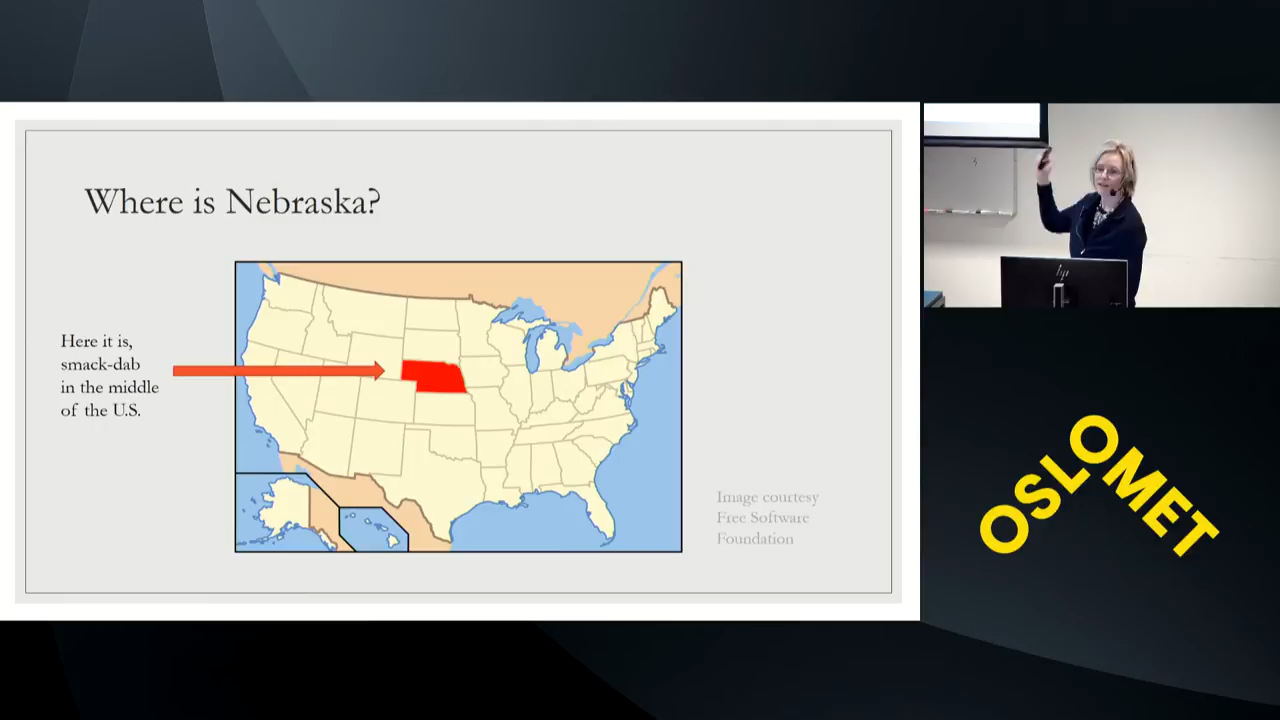 Where is Nebraska?
Here it is,
smack-dab
in the middle
of the U.S.
Image courtesy
Free Software
Foundation
hp
OSLOMET